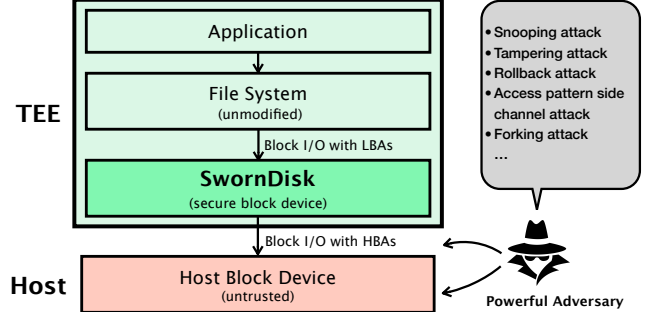 Application
File System
(unmodified)
TEE
Block I/O with LBAs
SwornDisk
(secure block device)
Block I/O with HBAs
Host
Host Block Device
(untrusted)
• Snooping attack
• Tampering attack
• Rollback attack
• Access pattern side
channel attack
• Forking attack
...
Powerful Adversary